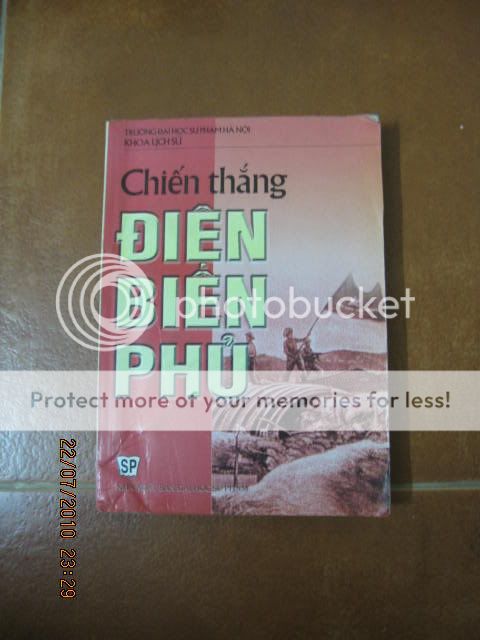 TRƯỜNG ĐẠI HỌC SƯ PHẠM HÀ NỘI
KHOA LỊCH SỬ
Chiến thắng
ĐIỆN
BIÊN
PHỦ
photobucket
Protect more of your memories for less!
SP
22/07/2010 23:29